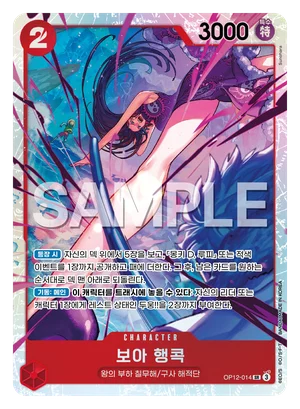 2
3000
특
SAMPLE
등장 시 자신의 덱 위에서 5장을 보고, 「몽키 D. 루피」 또는 적색
이벤트를 1장까지 공개하고 패에 더한다. 그 후, 남은 카드를 원하는
순서대로 덱 맨 아래로 되돌린다.
기동: 메인 이 캐릭터를 트래시에 놓을 수 있다: 자신의 리더 또는
캐릭터 1장에게 레스트 상태인 두웅!!을 2장까지 부여한다.
CHARACTER
보아 행콕
왕의 부하 칠무해/구사 해적단
OP12-014
3